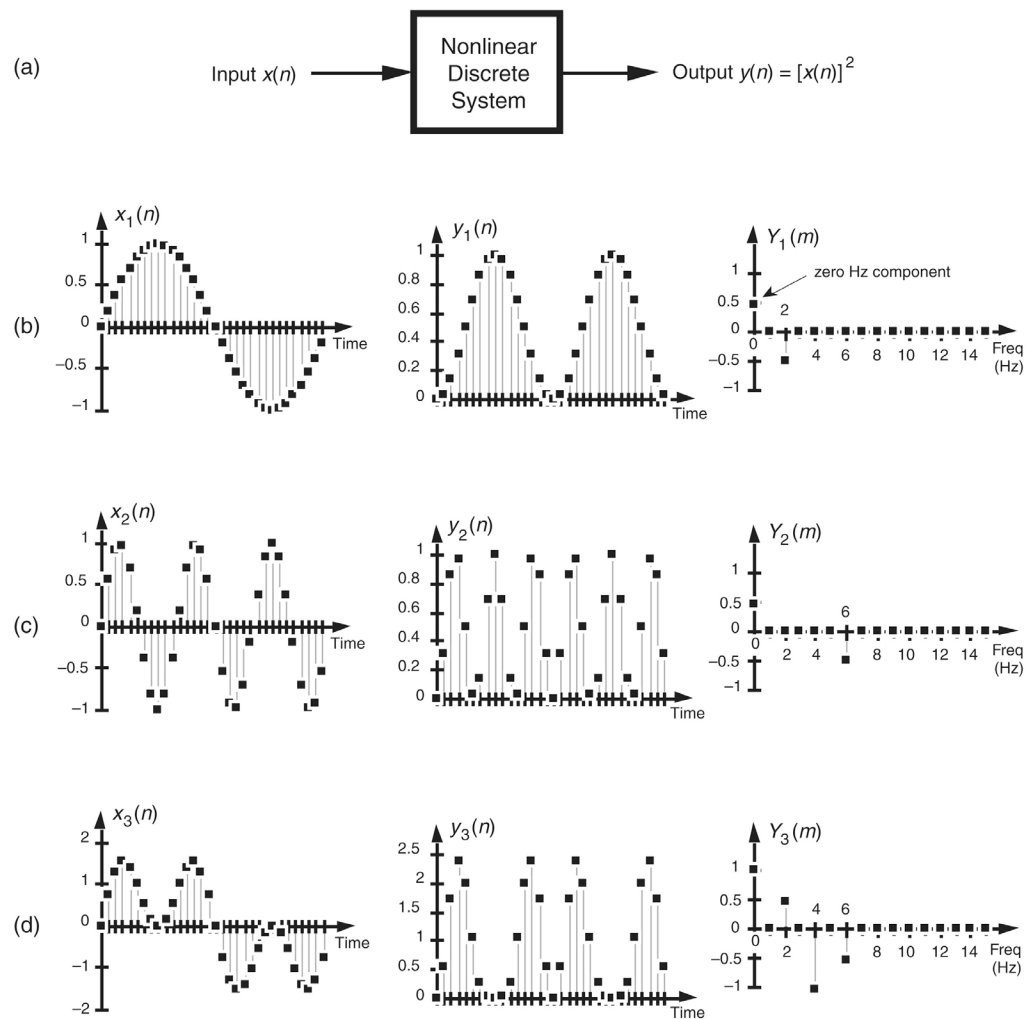 (a)
Input x(n)
Nonlinear
Discrete
System
Output y(n) = [x(n)]²
(b)
x₁(n)
1
0.5
0
−0.5
−1
Time
y₁(n)
1
0.8
0.6
0.4
0.2
0
Time
Y₁(m)
zero Hz component
1
0.5
0
−0.5
−1
2
0 4 6 8 10 12 14
Freq
(Hz)
(c)
x₂(n)
1
0.5
0
−0.5
−1
Time
y₂(n)
1
0.8
0.6
0.4
0.2
0
Time
Y₂(m)
1
0.5
0
−0.5
−1
6
0 2 4 8 10 12 14
Freq
(Hz)
(d)
x₃(n)
2
1
0
−1
−2
Time
y₃(n)
2.5
2
1.5
1
0.5
0
Time
Y₃(m)
1
0.5
0
−0.5
−1
4 6
0 2 8 10 12 14
Freq
(Hz)